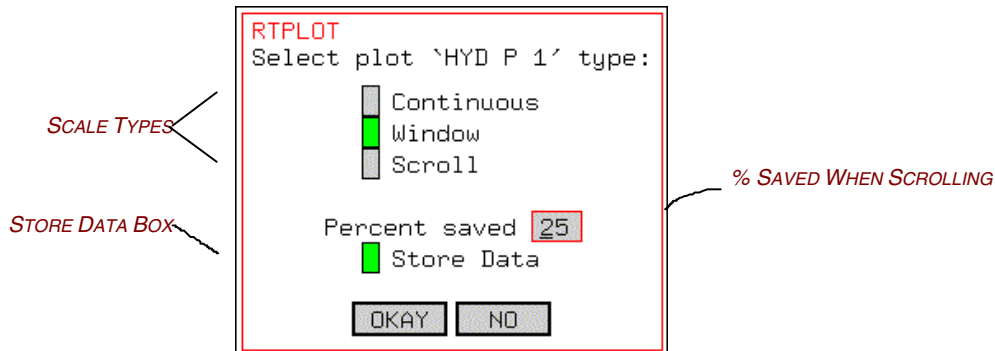 RTPLOT
Select plot `HYD P 1´ type:
Continuous
Window
Scroll
SCALE TYPES
% SAVED WHEN SCROLLING
STORE DATA BOX
Percent saved 25
Store Data
OKAY NO